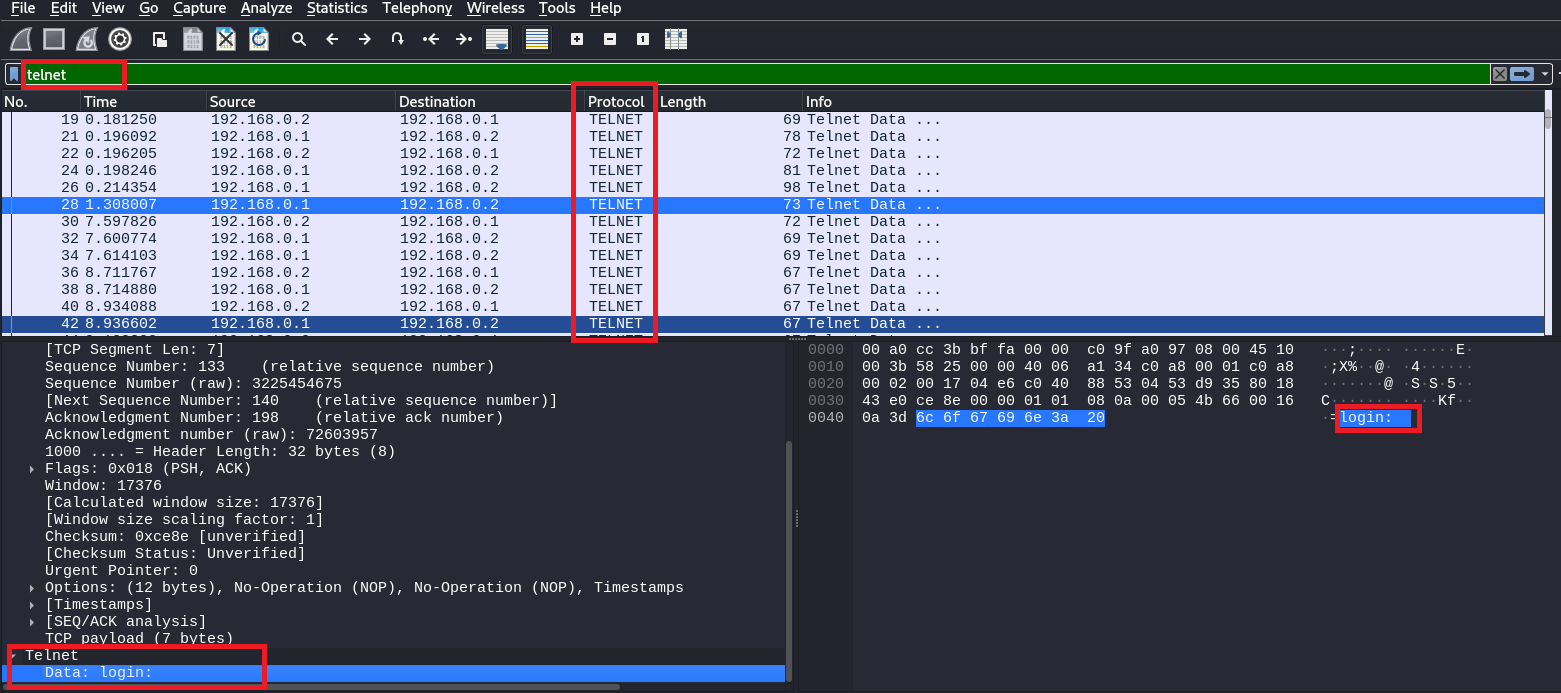 File Edit View Go Capture Analyze Statistics Telephony Wireless Tools Help
telnet
No. Time Source Destination Protocol Length Info
19 0.181250 192.168.0.2 192.168.0.1 TELNET 69 Telnet Data ...
21 0.196092 192.168.0.1 192.168.0.2 TELNET 78 Telnet Data ...
22 0.196205 192.168.0.2 192.168.0.1 TELNET 72 Telnet Data ...
24 0.198246 192.168.0.1 192.168.0.2 TELNET 81 Telnet Data ...
26 0.214354 192.168.0.2 192.168.0.1 TELNET 98 Telnet Data ...
28 1.308007 192.168.0.1 192.168.0.2 TELNET 73 Telnet Data ...
30 7.597826 192.168.0.2 192.168.0.1 TELNET 72 Telnet Data ...
32 7.600774 192.168.0.1 192.168.0.2 TELNET 69 Telnet Data ...
34 7.614103 192.168.0.1 192.168.0.2 TELNET 69 Telnet Data ...
36 8.711767 192.168.0.2 192.168.0.1 TELNET 67 Telnet Data ...
38 8.714880 192.168.0.1 192.168.0.2 TELNET 67 Telnet Data ...
40 8.934088 192.168.0.2 192.168.0.1 TELNET 67 Telnet Data ...
42 8.936602 192.168.0.1 192.168.0.2 TELNET 67 Telnet Data ...
[TCP Segment Len: 7]
Sequence Number: 133 (relative sequence number)
Sequence Number (raw): 3225454675
[Next Sequence Number: 140 (relative sequence number)]
Acknowledgment Number: 198 (relative ack number)
Acknowledgment number (raw): 72603957
1000 .... = Header Length: 32 bytes (8)
Flags: 0x018 (PSH, ACK)
Window: 17376
[Calculated window size: 17376]
[Window size scaling factor: 1]
Checksum: 0xce8e [unverified]
[Checksum Status: Unverified]
Urgent Pointer: 0
Options: (12 bytes), No-Operation (NOP), No-Operation (NOP), Timestamps
[Timestamps]
[SEQ/ACK analysis]
TCP payload (7 bytes)
Telnet
Data: login:
0000 00 a0 cc 3b bf fa 00 00 c0 9f a0 97 08 00 45 10 ···;···· ······E·
0010 00 3b 58 25 00 00 40 06 a1 34 c0 a8 00 01 c0 a8 ·;X%··@· ·4······
0020 00 02 00 17 04 e6 c0 40 88 53 04 53 d9 35 80 18 ·······@ ·S·S·5··
0030 43 e0 ce 8e 00 00 01 01 08 0a 00 05 4b 66 00 16 C······· ····Kf··
0040 0a 3d 6c 6f 67 69 6e 3a 20 ·=login: